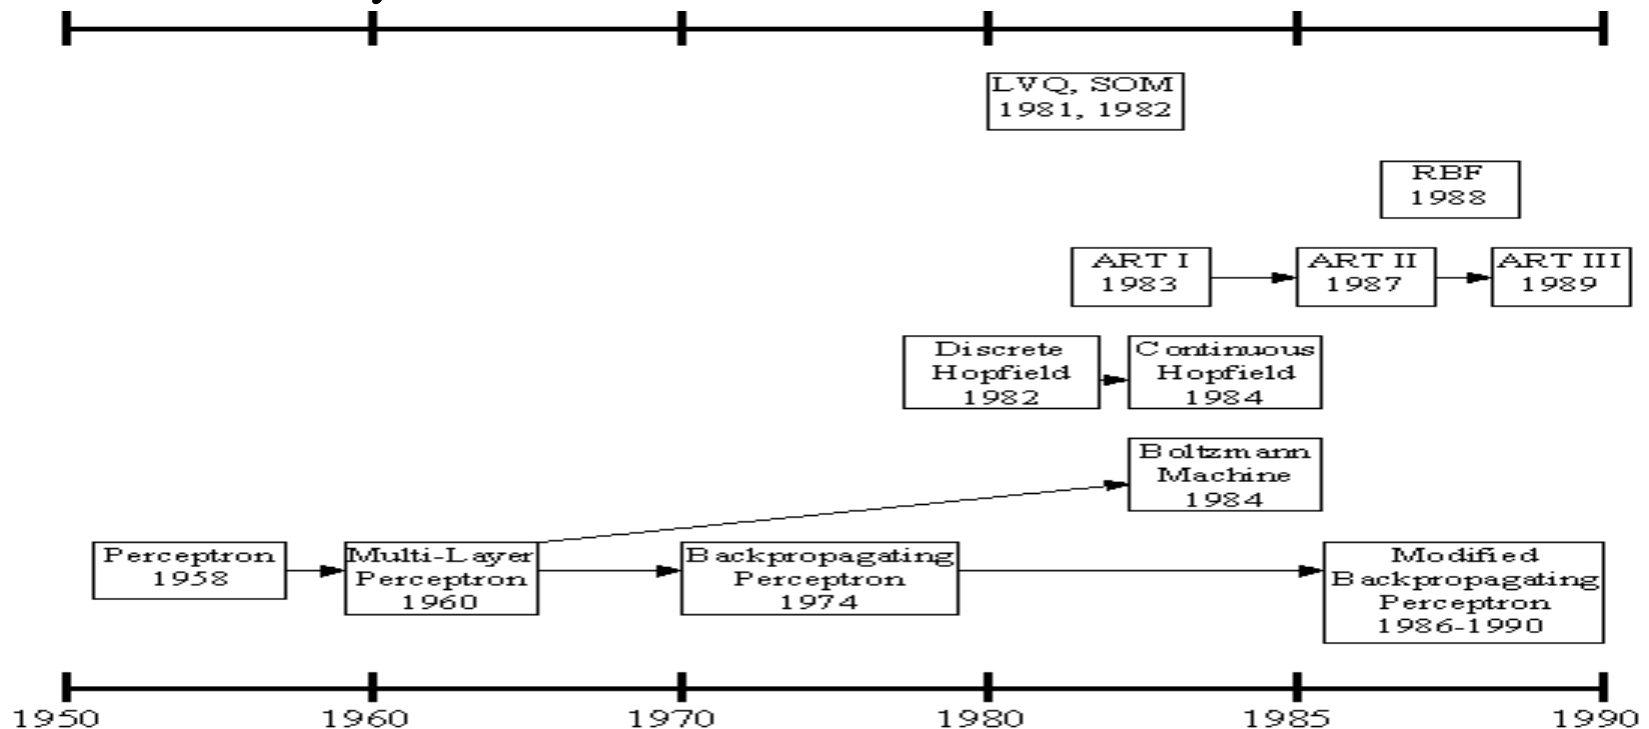 LVQ, SOM
1981, 1982
RBF
1988
ART I
1983
ART II
1987
ART III
1989
Discrete
Hopfield
1982
Continuous
Hopfield
1984
Boltzmann
Machine
1984
Perceptron
1958
Multi-Layer
Perceptron
1960
Backpropagating
Perceptron
1974
Modified
Backpropagating
Perceptron
1986-1990
1950
1960
1970
1980
1985
1990